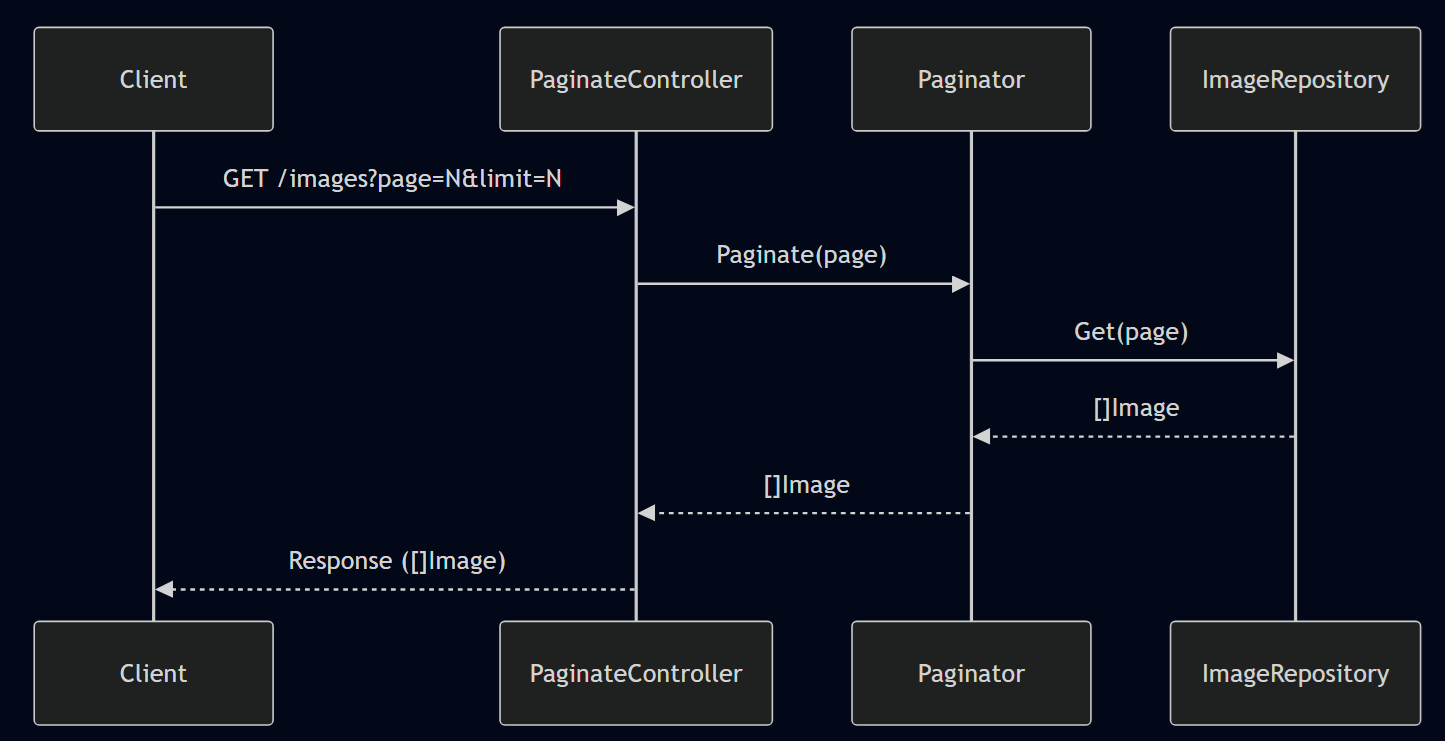 Client
PaginateController
Paginator
ImageRepository
GET /images?page=N&limit=N
Paginate(page)
Get(page)
[]Image
[]Image
Response ([]Image)
Client
PaginateController
Paginator
ImageRepository